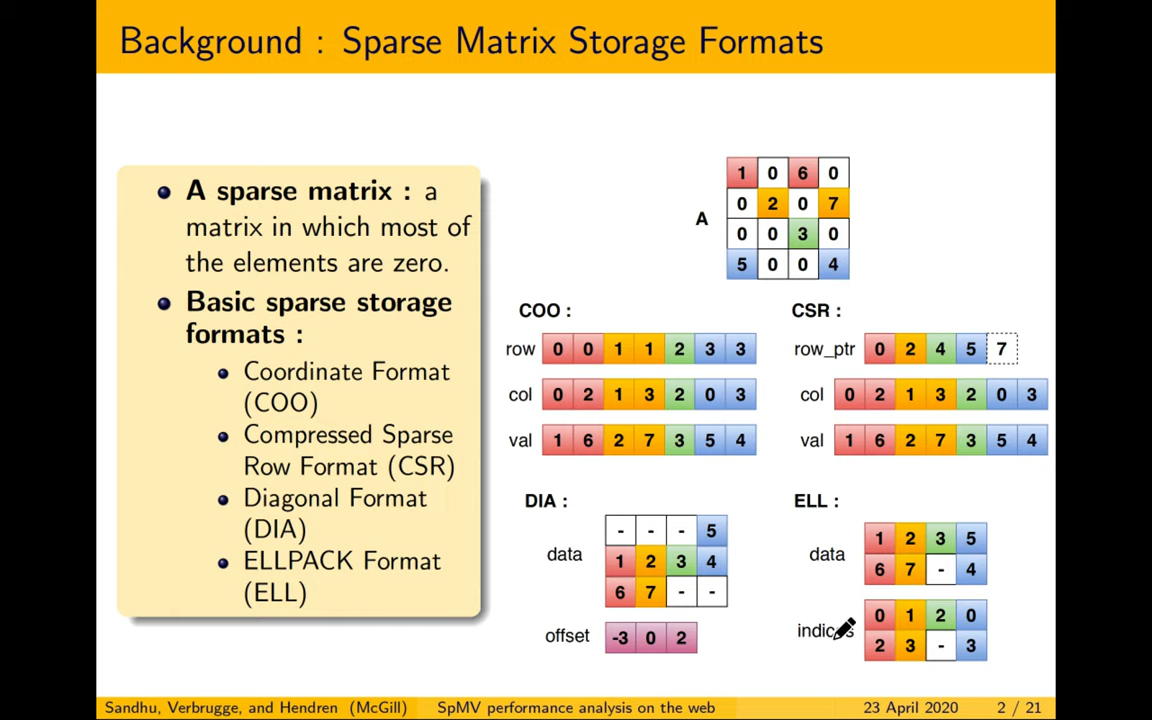 Background : Sparse Matrix Storage Formats
A sparse matrix : a
matrix in which most of
the elements are zero.
Basic sparse storage
formats :
Coordinate Format
(COO)
Compressed Sparse
Row Format (CSR)
Diagonal Format
(DIA)
ELLPACK Format
(ELL)
A
1 0 6 0
0 2 0 7
0 0 3 0
5 0 0 4
COO :
row 0 0 1 1 2 3 3
col 0 2 1 3 2 0 3
val 1 6 2 7 3 5 4
CSR :
row_ptr 0 2 4 5 7
col 0 2 1 3 2 0 3
val 1 6 2 7 3 5 4
DIA :
data
- - - 5
1 2 3 4
6 7 - -
offset -3 0 2
ELL :
data
1 2 3 5
6 7 - 4
indices
0 1 2 0
2 3 - 3
Sandhu, Verbrugge, and Hendren (McGill) SpMV performance analysis on the web 23 April 2020 2 / 21